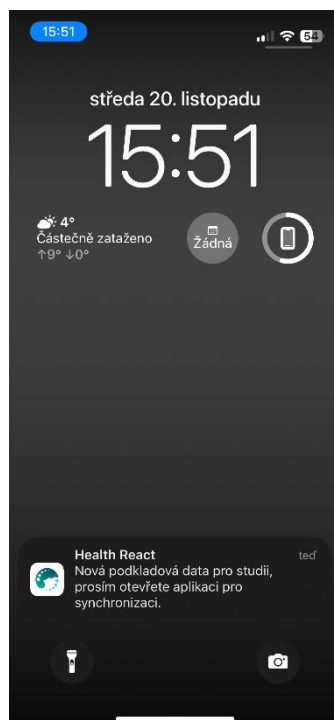 15:51
54
středa 20. listopadu
15:51
4°
Částečně zataženo
↑9° ↓0°
Žádná
Health React
teď
Nová podkladová data pro studii,
prosím otevřete aplikaci pro
synchronizaci.